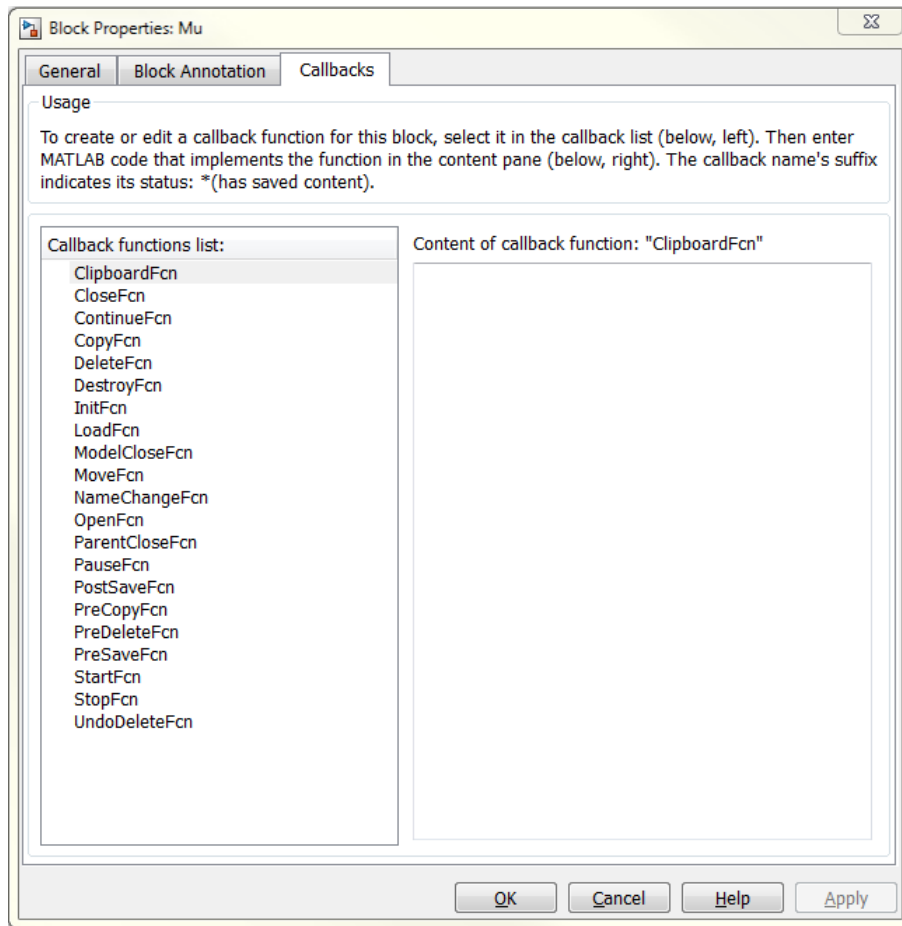 Block Properties: Mu
General
Block Annotation
Callbacks
Usage
To create or edit a callback function for this block, select it in the callback list (below, left). Then enter
MATLAB code that implements the function in the content pane (below, right). The callback name's suffix
indicates its status: *(has saved content).
Callback functions list:
ClipboardFcn
CloseFcn
ContinueFcn
CopyFcn
DeleteFcn
DestroyFcn
InitFcn
LoadFcn
ModelCloseFcn
MoveFcn
NameChangeFcn
OpenFcn
ParentCloseFcn
PauseFcn
PostSaveFcn
PreCopyFcn
PreDeleteFcn
PreSaveFcn
StartFcn
StopFcn
UndoDeleteFcn
Content of callback function: "ClipboardFcn"
OK
Cancel
Help
Apply